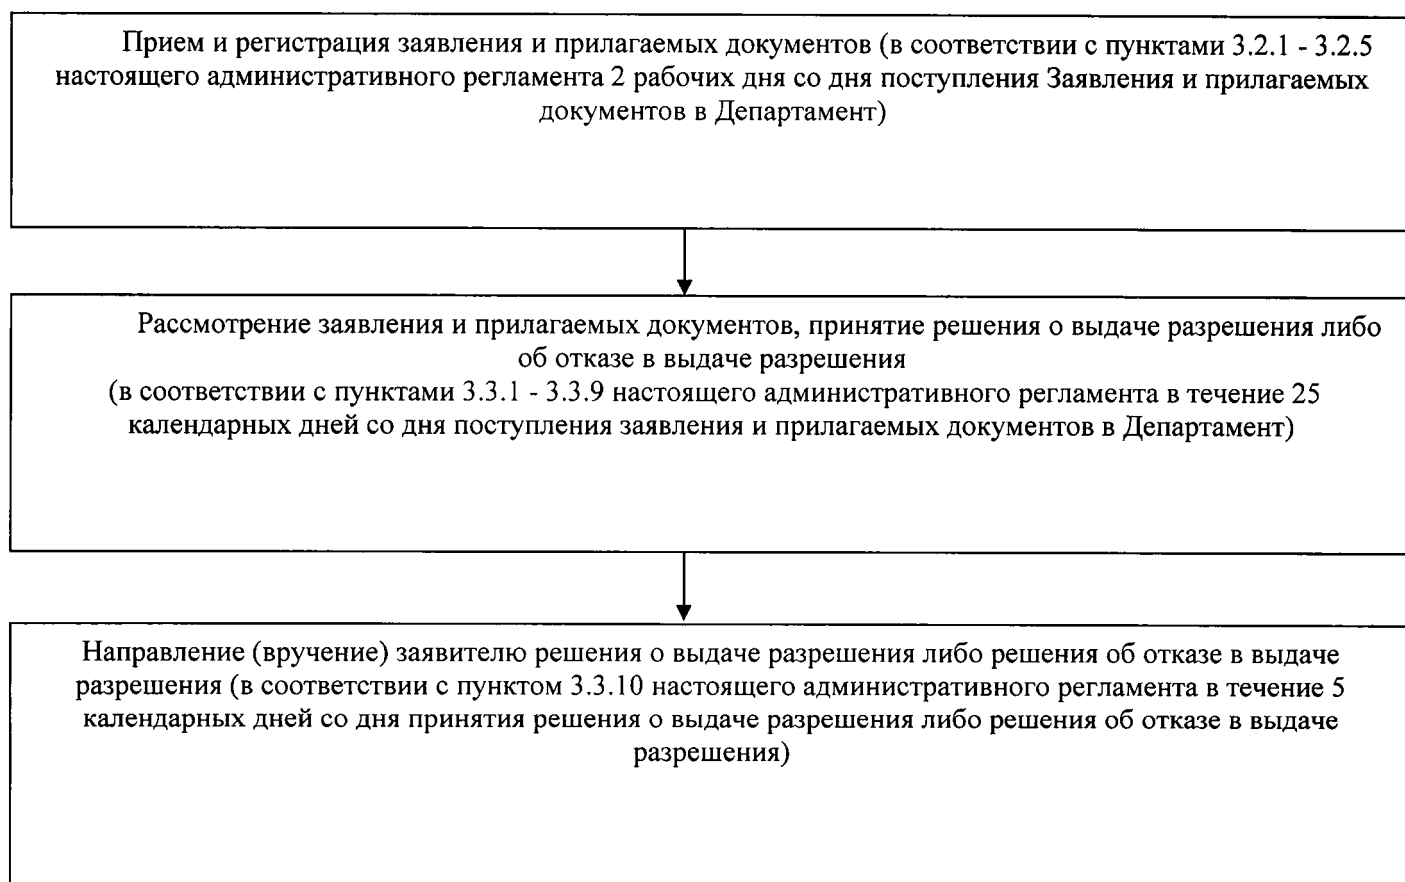 Прием и регистрация заявления и прилагаемых документов (в соответствии с пунктами 3.2.1 - 3.2.5
настоящего административного регламента 2 рабочих дня со дня поступления Заявления и прилагаемых
документов в Департамент)
Рассмотрение заявления и прилагаемых документов, принятие решения о выдаче разрешения либо
об отказе в выдаче разрешения
(в соответствии с пунктами 3.3.1 - 3.3.9 настоящего административного регламента в течение 25
календарных дней со дня поступления заявления и прилагаемых документов в Департамент)
Направление (вручение) заявителю решения о выдаче разрешения либо решения об отказе в выдаче
разрешения (в соответствии с пунктом 3.3.10 настоящего административного регламента в течение 5
календарных дней со дня принятия решения о выдаче разрешения либо решения об отказе в выдаче
разрешения)